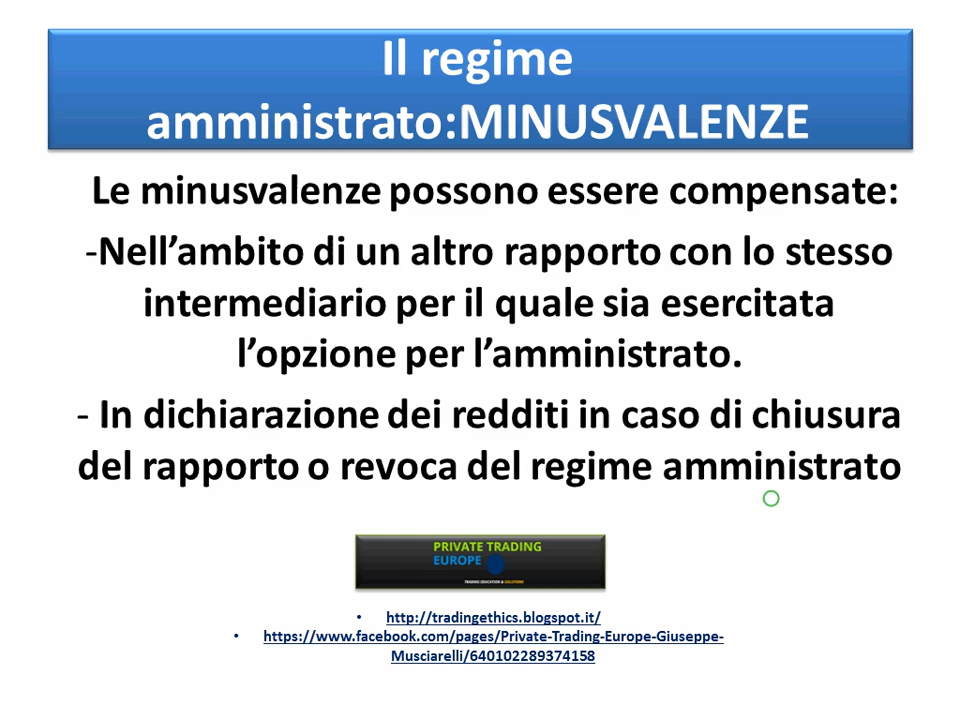 Il regime
amministrato:MINUSVALENZE
Le minusvalenze possono essere compensate:
-Nell’ambito di un altro rapporto con lo stesso
intermediario per il quale sia esercitata
l’opzione per l’amministrato.
- In dichiarazione dei redditi in caso di chiusura
del rapporto o revoca del regime amministrato
PRIVATE TRADING
EUROPE
TRADING EDUCATION & SOLUTIONS
• http://tradingethics.blogspot.it/
• https://www.facebook.com/pages/Private-Trading-Europe-Giuseppe-
Musciarelli/640102289374158